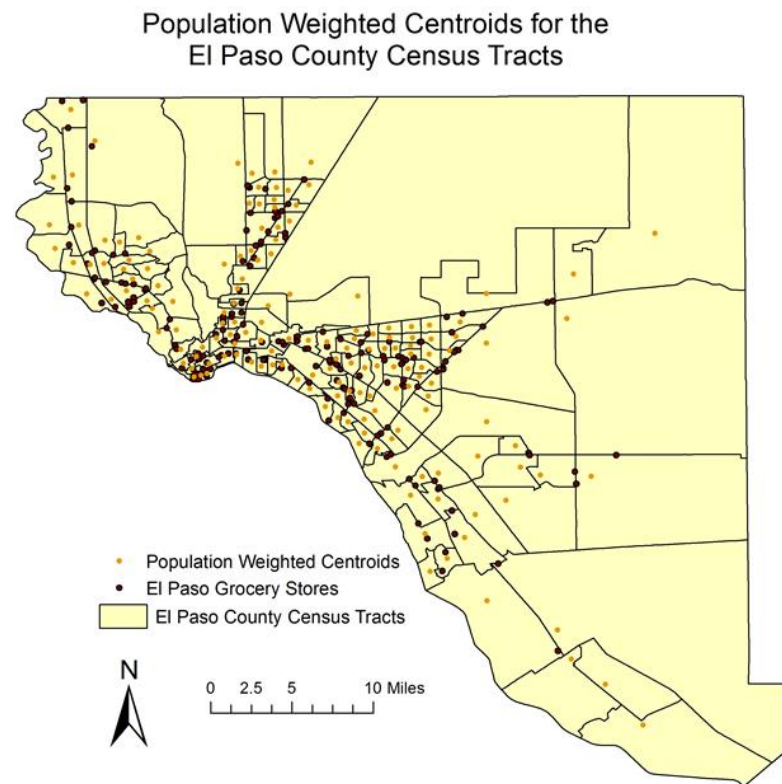 Population Weighted Centroids for the
El Paso County Census Tracts
Population Weighted Centroids
El Paso Grocery Stores
El Paso County Census Tracts
N
0 2.5 5 10 Miles